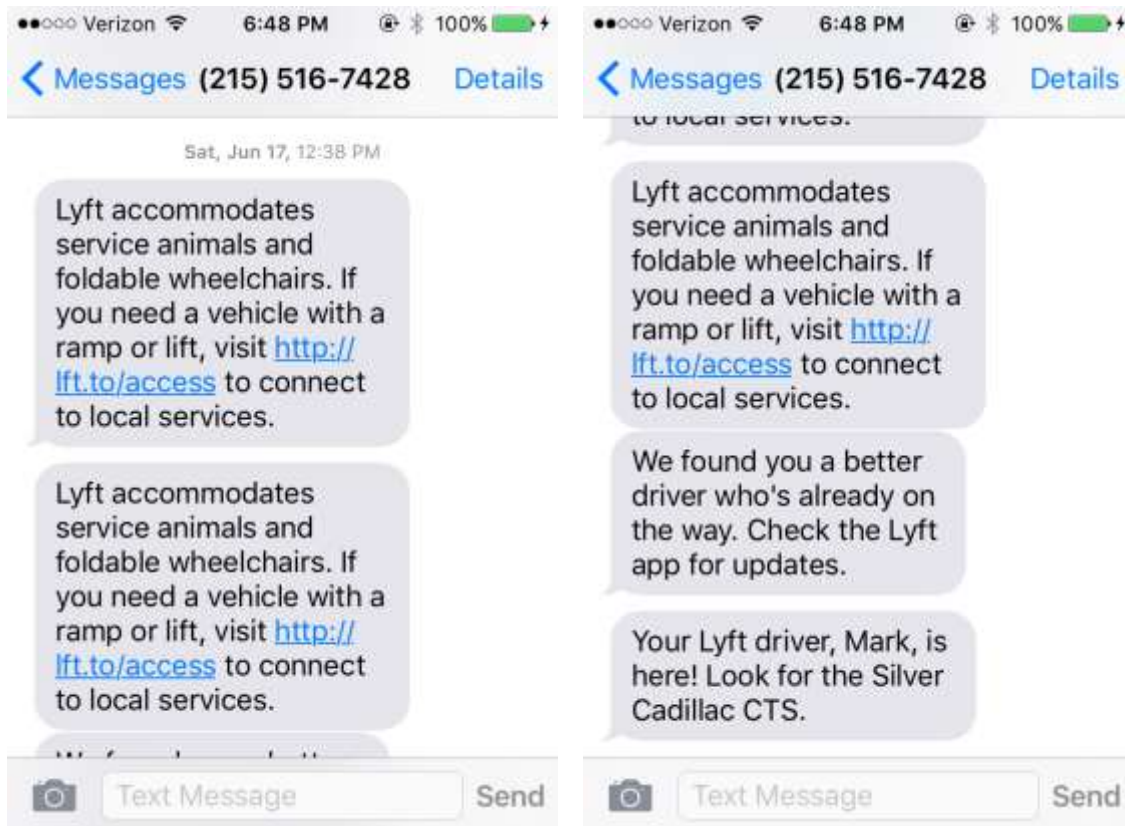 Verizon 6:48 PM 100%
Messages (215) 516-7428 Details
Sat, Jun 17, 12:38 PM
Lyft accommodates
service animals and
foldable wheelchairs. If
you need a vehicle with a
ramp or lift, visit http://
lft.to/access to connect
to local services.
Lyft accommodates
service animals and
foldable wheelchairs. If
you need a vehicle with a
ramp or lift, visit http://
lft.to/access to connect
to local services.
Text Message Send
Verizon 6:48 PM 100%
Messages (215) 516-7428 Details
to local services.
Lyft accommodates
service animals and
foldable wheelchairs. If
you need a vehicle with a
ramp or lift, visit http://
lft.to/access to connect
to local services.
We found you a better
driver who's already on
the way. Check the Lyft
app for updates.
Your Lyft driver, Mark, is
here! Look for the Silver
Cadillac CTS.
Text Message Send